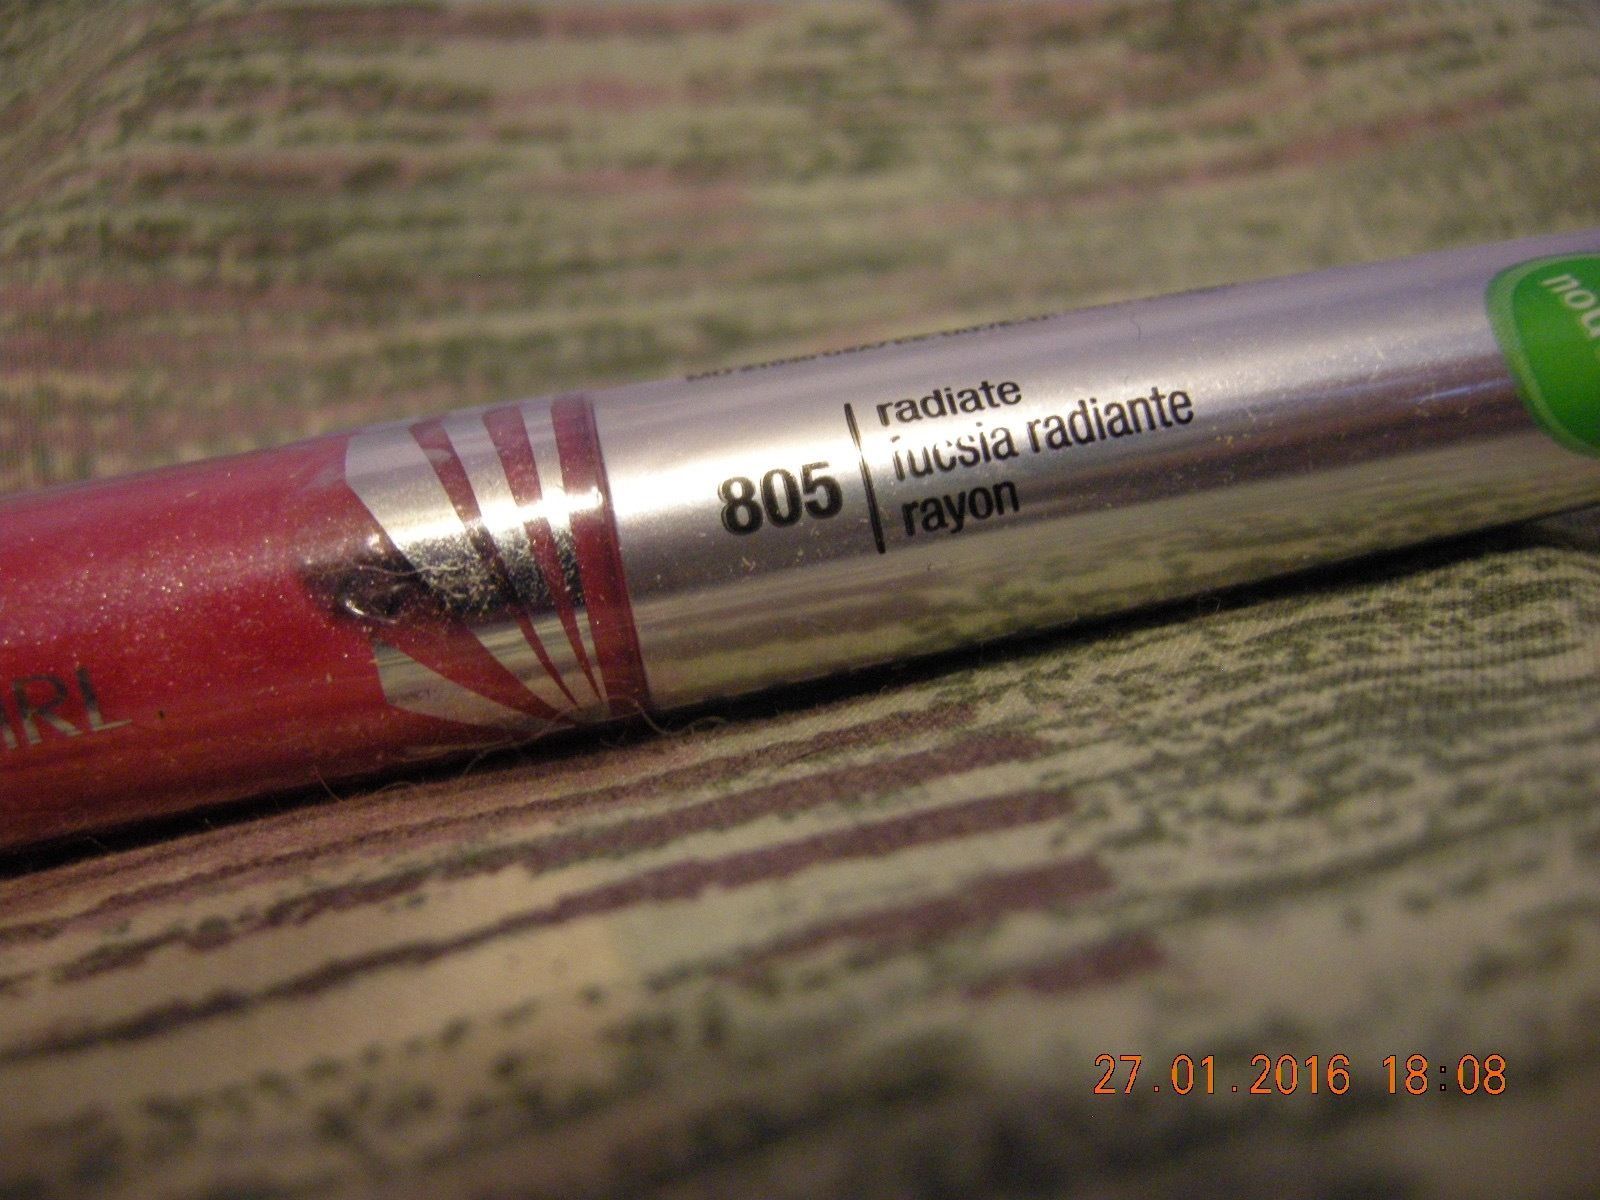 805
radiate
fucsia radiante
rayon
27.01.2016 18:08